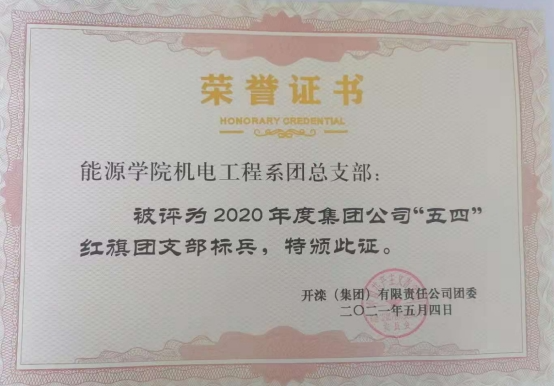 荣誉证书
HONORARY CREDENTIAL
能源学院机电工程系团总支部：
被评为2020年度集团公司“五四”
红旗团支部标兵，特颁此证。
开滦（集团）有限责任公司团委
二〇二一年五月四日